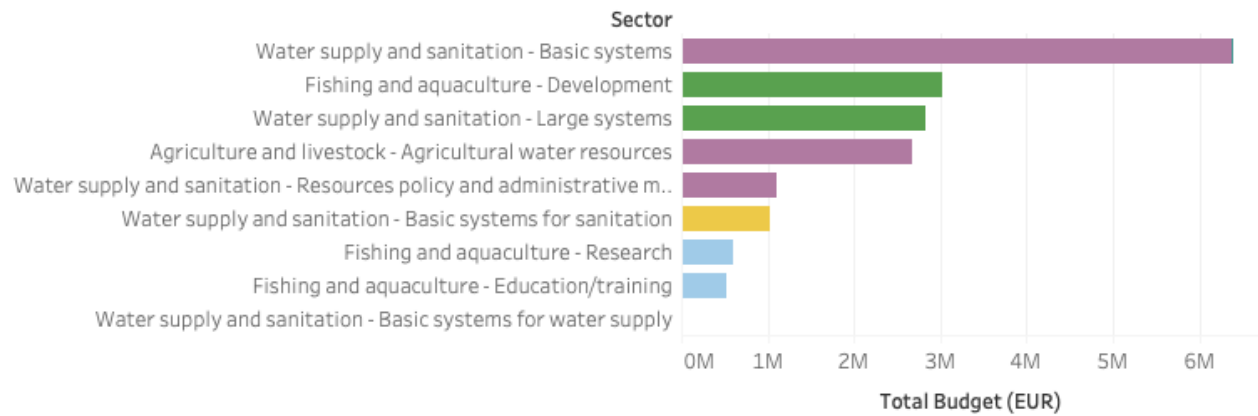 Sector
Water supply and sanitation - Basic systems
Fishing and aquaculture - Development
Water supply and sanitation - Large systems
Agriculture and livestock - Agricultural water resources
Water supply and sanitation - Resources policy and administrative m..
Water supply and sanitation - Basic systems for sanitation
Fishing and aquaculture - Research
Fishing and aquaculture - Education/training
Water supply and sanitation - Basic systems for water supply
0M 1M 2M 3M 4M 5M 6M
Total Budget (EUR)